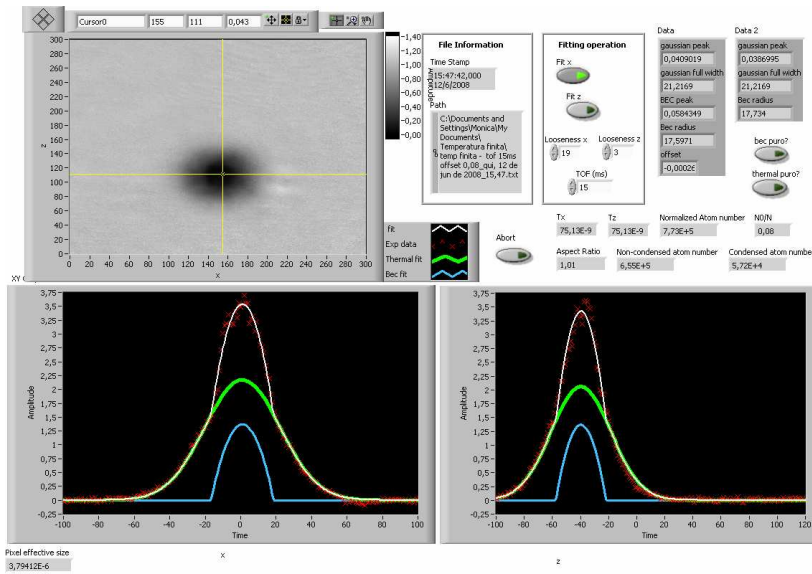 Cursor0 155 111 0,043
300
280
260
240
220
200
180
160
140
120
100
80
60
40
20
0
z
0 20 40 60 80 100 120 140 160 180 200 220 240 260 280 300
x
-1,40
-1,20
-1,00
-0,80
-0,60
-0,40
-0,20
-0,00
Amplitude
File Information
Time Stamp
15:47:42,000
12/6/2008
Path
C:\Documents and
Settings\Monica\My
Documents\
Temperatura finita\
temp finita - tof 15ms
offset 0,08_qui, 12 de
jun de 2008_15,47.txt
Fitting operation
Fit x
Fit z
Looseness x Looseness z
19 3
TOF (ms)
15
Data
gaussian peak
0,0409019
gaussian full width
21,2169
BEC peak
0,0584349
Bec radius
17,5971
offset
-0,00026
Data 2
gaussian peak
0,0386995
gaussian full width
21,2169
Bec radius
17,734
bec puro?
thermal puro?
fit
Exp data
Thermal fit
Bec fit
Abort
Tx Tz Normalized Atom number N0/N
75,13E-9 75,13E-9 7,73E+5 0,08
Aspect Ratio Non-condensed atom number Condensed atom number
1,01 6,55E+5 5,72E+4
XY
3,75
3,5
3,25
3
2,75
2,5
2,25
2
1,75
1,5
1,25
1
0,75
0,5
0,25
0
-0,25
Amplitude
-100 -80 -60 -40 -20 0 20 40 60 80 100
Time
x
3,75
3,5
3,25
3
2,75
2,5
2,25
2
1,75
1,5
1,25
1
0,75
0,5
0,25
0
-0,25
Amplitude
-100 -80 -60 -40 -20 0 20 40 60 80 100 120
Time
z
Pixel effective size
3,79412E-6